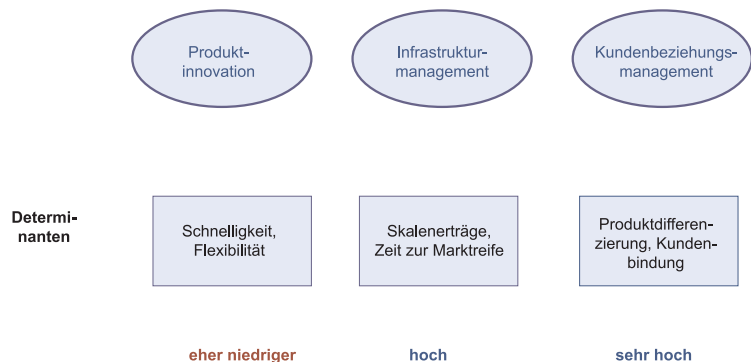 Produkt-
innovation
Infrastruktur-
management
Kundenbeziehungs-
management
Determi-
nanten
Schnelligkeit,
Flexibilität
Skalenerträge,
Zeit zur Marktreife
Produktdifferen-
zierung, Kunden-
bindung
eher niedriger
hoch
sehr hoch